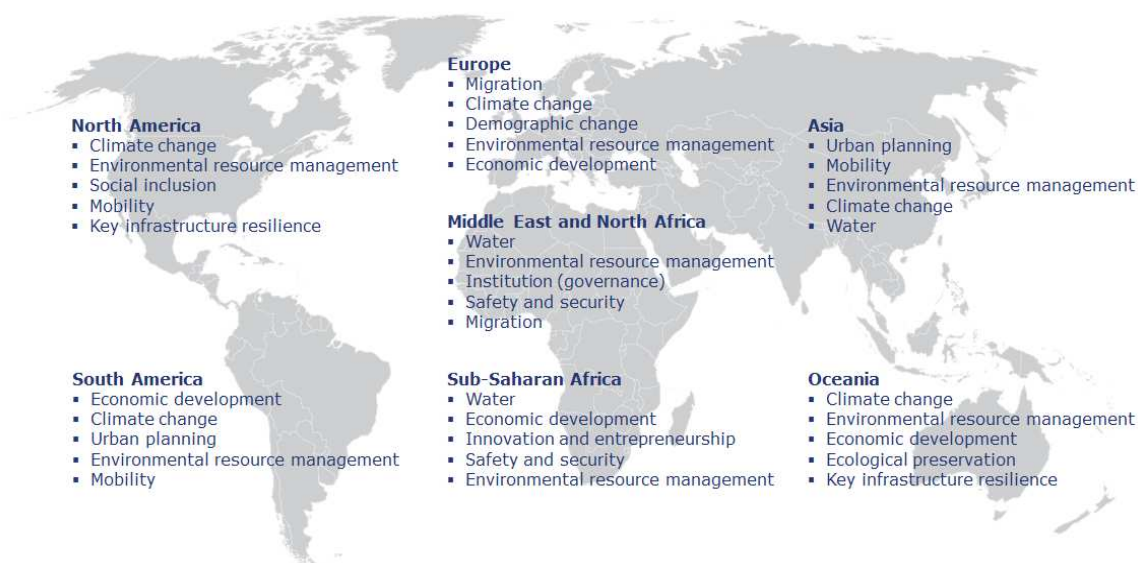 Europe
▪ Migration
▪ Climate change
▪ Demographic change
▪ Environmental resource management
▪ Economic development
North America
▪ Climate change
▪ Environmental resource management
▪ Social inclusion
▪ Mobility
▪ Key infrastructure resilience
Asia
▪ Urban planning
▪ Mobility
▪ Environmental resource management
▪ Climate change
▪ Water
Middle East and North Africa
▪ Water
▪ Environmental resource management
▪ Institution (governance)
▪ Safety and security
▪ Migration
South America
▪ Economic development
▪ Climate change
▪ Urban planning
▪ Environmental resource management
▪ Mobility
Sub-Saharan Africa
▪ Water
▪ Economic development
▪ Innovation and entrepreneurship
▪ Safety and security
▪ Environmental resource management
Oceania
▪ Climate change
▪ Environmental resource management
▪ Economic development
▪ Ecological preservation
▪ Key infrastructure resilience